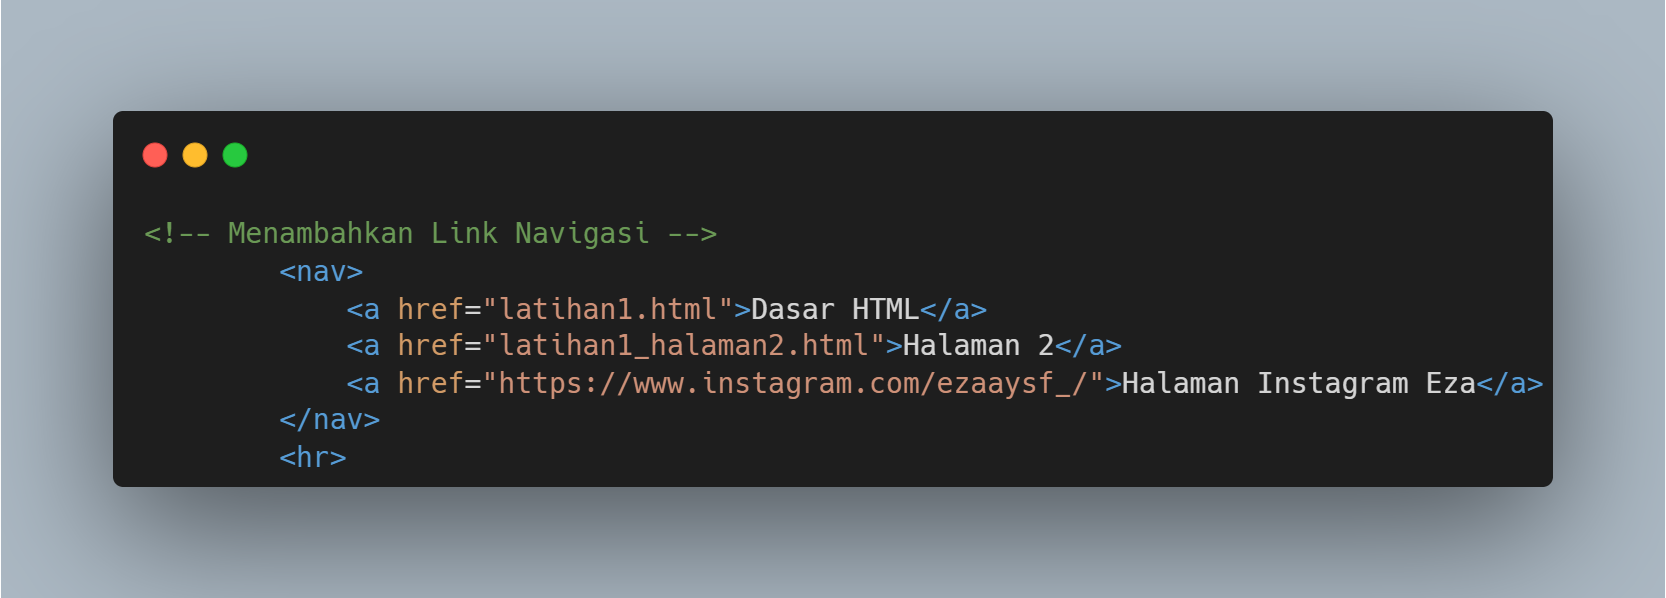 <!-- Menambahkan Link Navigasi -->
<nav>
<a href="latihan1.html">Dasar HTML</a>
<a href="latihan1_halaman2.html">Halaman 2</a>
<a href="https://www.instagram.com/ezaaysf_/">Halaman Instagram Eza</a>
</nav>
<hr>